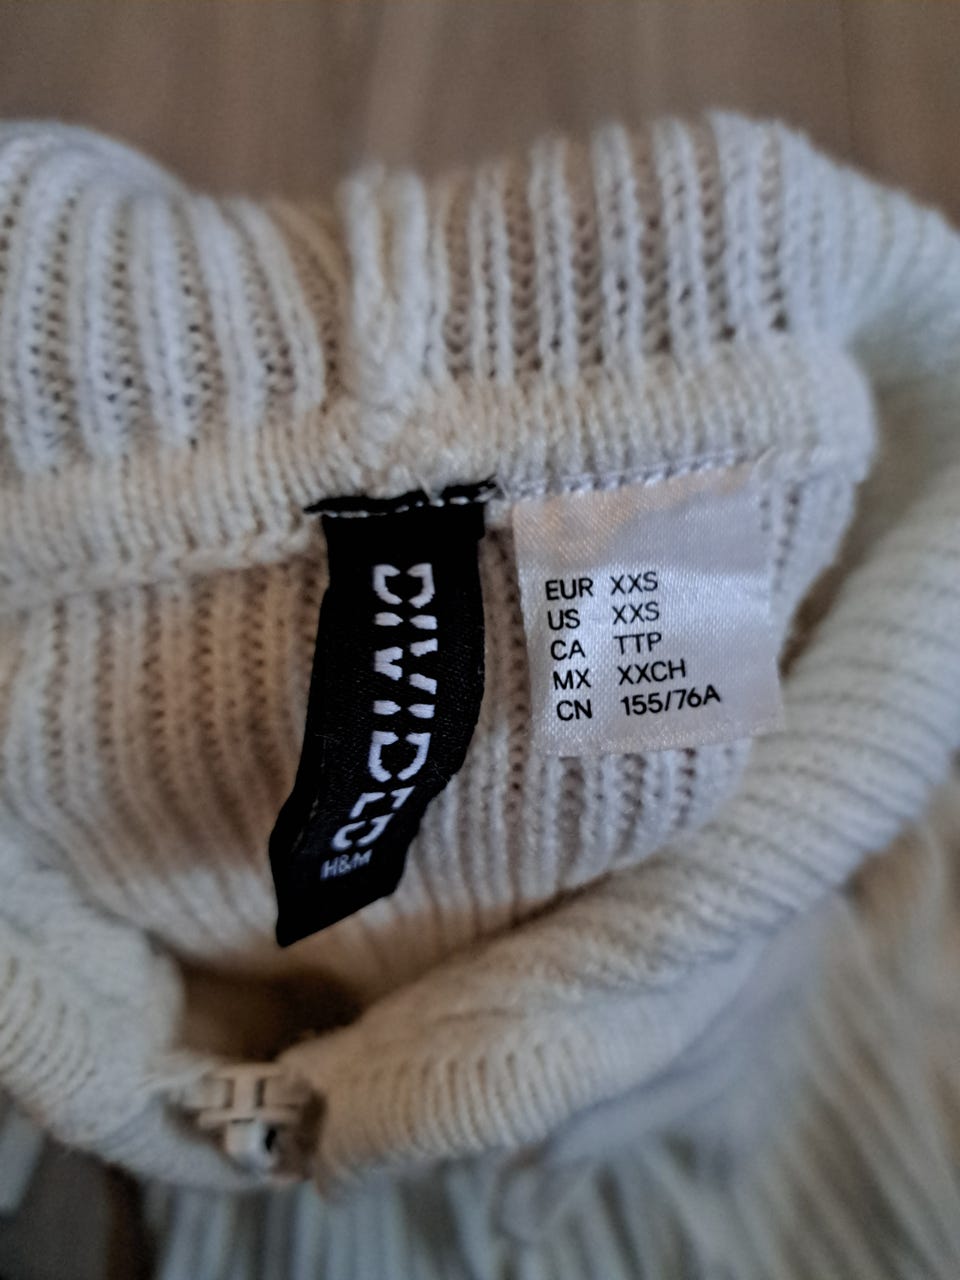 DIVIDED
H&M
EUR XXS
US XXS
CA TTP
MX XXCH
CN 155/76A